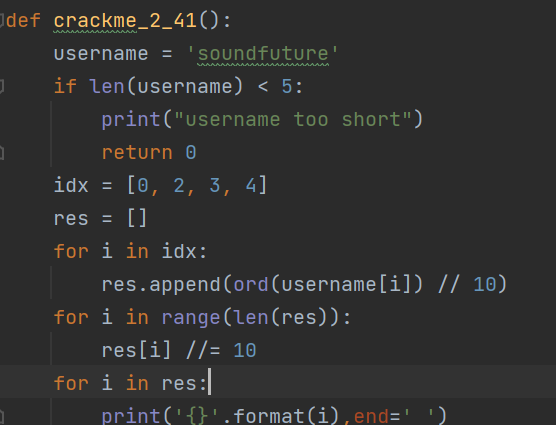 def crackme_2_41():
    username = 'soundfuture'
    if len(username) < 5:
        print("username too short")
        return 0
    idx = [0, 2, 3, 4]
    res = []
    for i in idx:
        res.append(ord(username[i]) // 10)
    for i in range(len(res)):
        res[i] //= 10
    for i in res:
        print('{}'.format(i),end=' ')